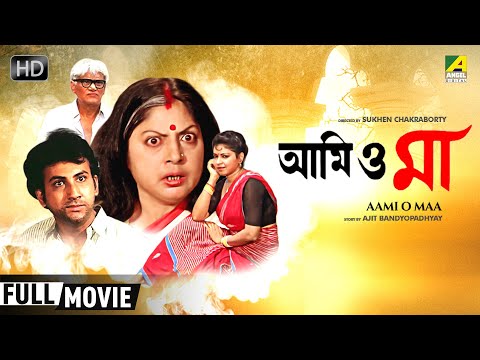 HD
ANGEL
DIRECTED BY SUKHEN CHAKRABORTY
আমি ও মা
AAMI O MAA
STORY BY AJIT BANDYOPADHYAY
FULL MOVIE